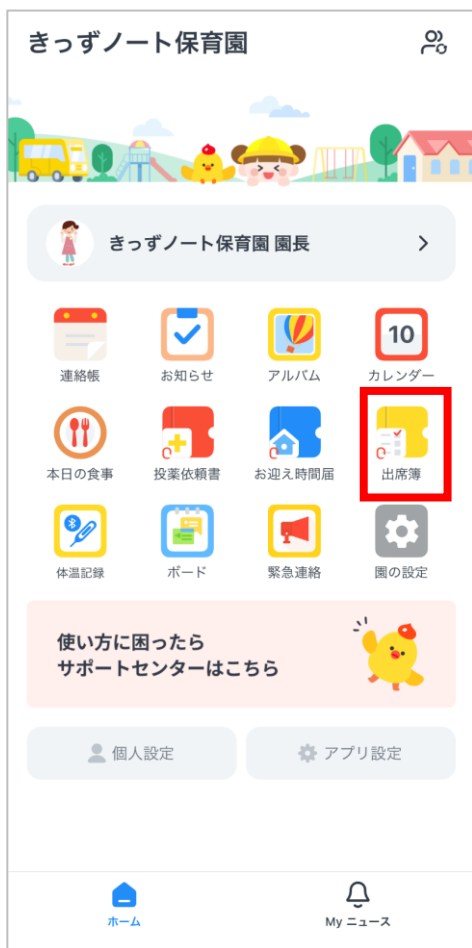 きっずノート保育園
きっずノート保育園 園長
連絡帳
お知らせ
アルバム
10
カレンダー
本日の食事
投薬依頼書
お迎え時間届
出席簿
体温記録
ボード
緊急連絡
園の設定
使い方に困ったら
サポートセンターはこちら
個人設定
アプリ設定
ホーム
My ニュース